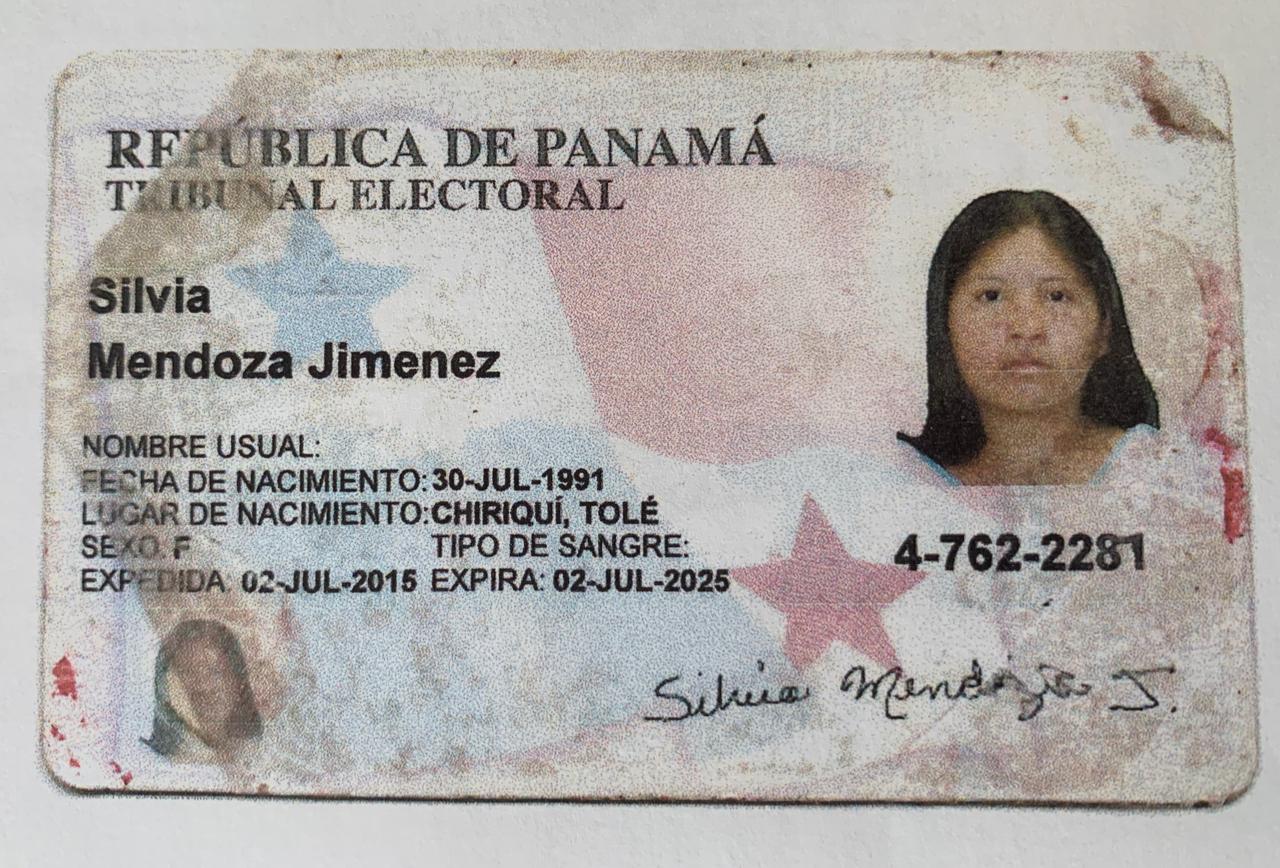 REPÚBLICA DE PANAMÁ
TRIBUNAL ELECTORAL
Silvia
Mendoza Jimenez
NOMBRE USUAL:
FECHA DE NACIMIENTO: 30-JUL-1991
LUGAR DE NACIMIENTO: CHIRIQUÍ, TOLÉ
SEXO: F TIPO DE SANGRE:
EXPEDIDA: 02-JUL-2015 EXPIRA: 02-JUL-2025
4-762-2281
Silvia Mendoza J.